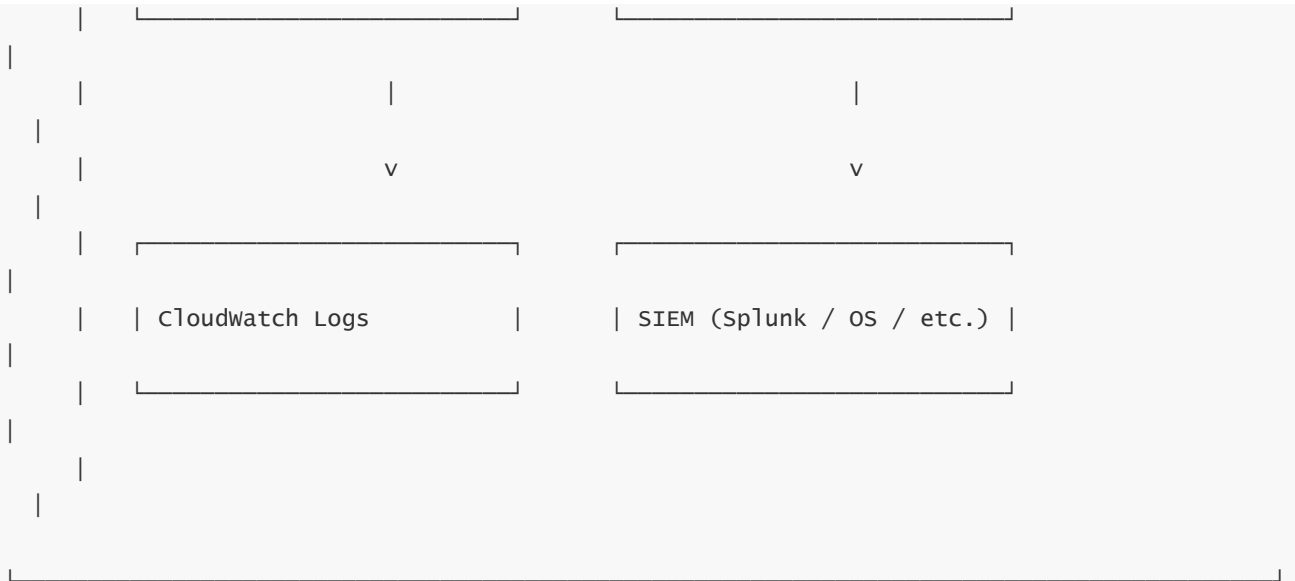 v v
CloudWatch Logs | | SIEM (Splunk / OS / etc.)